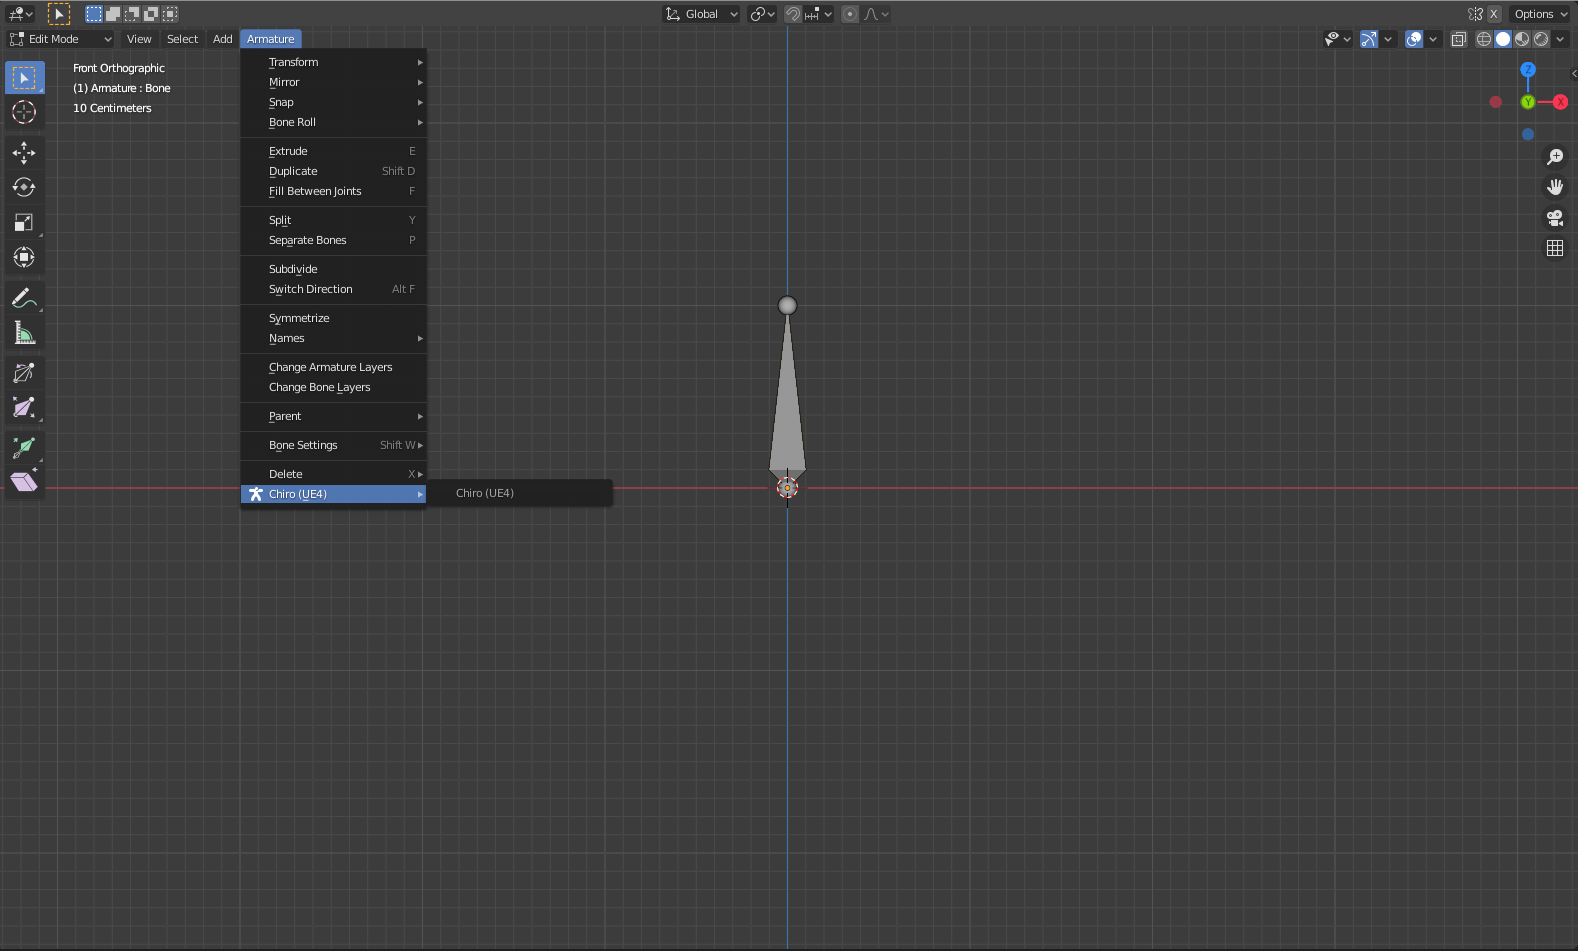 Global
X
Options
Edit Mode
View
Select
Add
Armature
Front Orthographic
(1) Armature : Bone
10 Centimeters
Transform
Mirror
Snap
Bone Roll
Extrude E
Duplicate Shift D
Fill Between Joints F
Split Y
Separate Bones P
Subdivide
Switch Direction Alt F
Symmetrize
Names
Change Armature Layers
Change Bone Layers
Parent
Bone Settings Shift W
Delete X
Chiro (UE4)
Chiro (UE4)
Z
Y
X